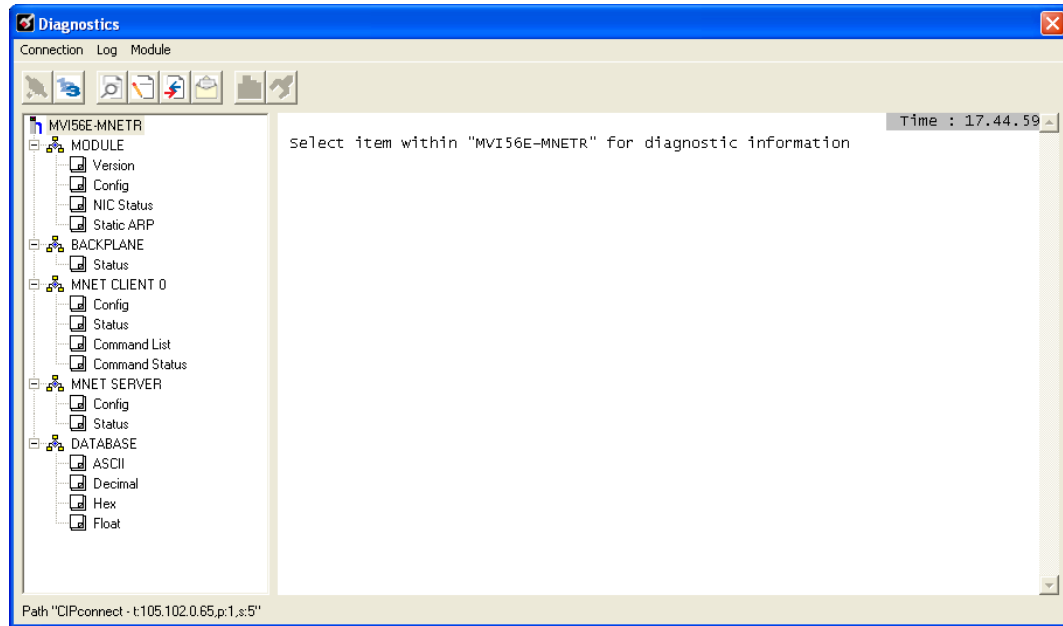 Diagnostics
Connection Log Module
MVI56E-MNETR
MODULE
Version
Config
NIC Status
Static ARP
BACKPLANE
Status
MNET CLIENT 0
Config
Status
Command List
Command Status
MNET SERVER
Config
Status
DATABASE
ASCII
Decimal
Hex
Float
Time : 17.44.59
Select item within "MVI56E-MNETR" for diagnostic information
Path "CIPconnect - t:105.102.0.65,p:1,s:5"